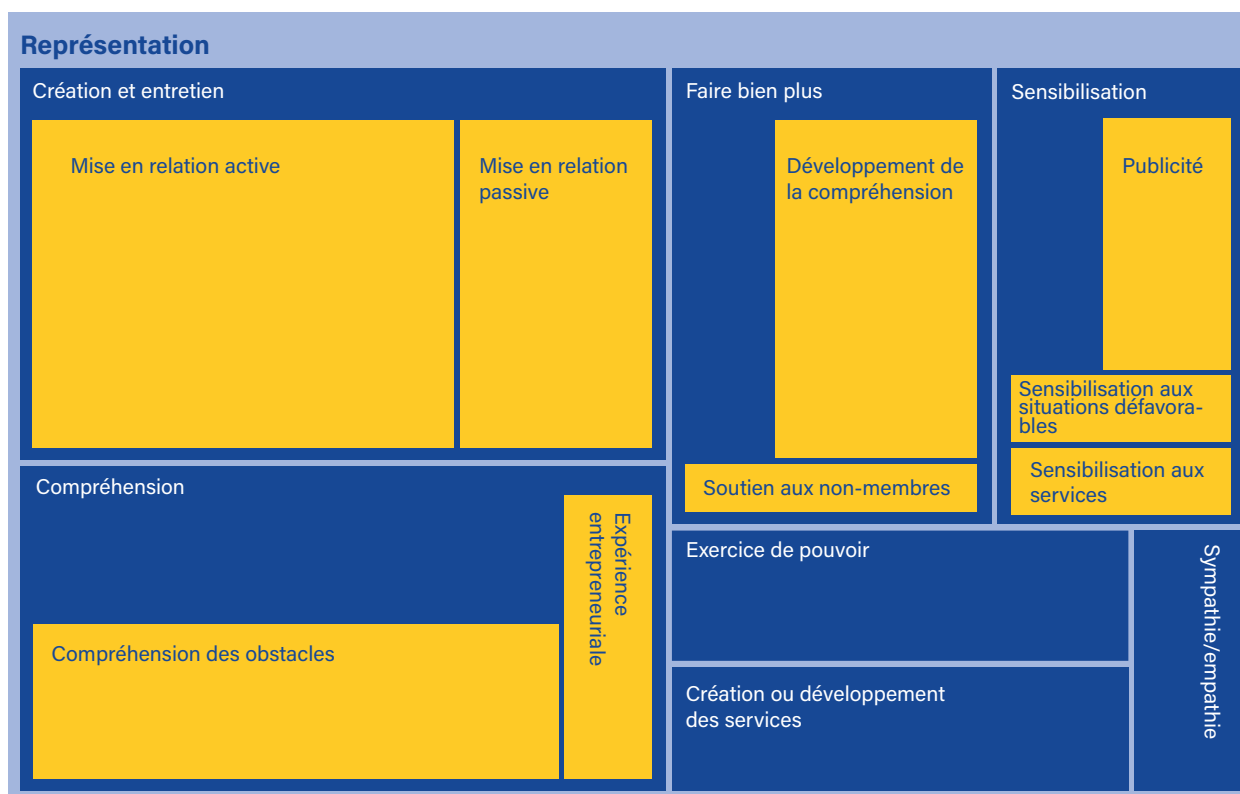 Représentation
Création et entretien
Mise en relation active
Mise en relation
passive
Faire bien plus
Développement de
la compréhension
Soutien aux non-membres
Sensibilisation
Publicité
Sensibilisation aux
situations défavora-
bles
Sensibilisation aux
services
Compréhension
Expérience
entrepreneuriale
Compréhension des obstacles
Exercice de pouvoir
Création ou développement
des services
Sympathie/empathie